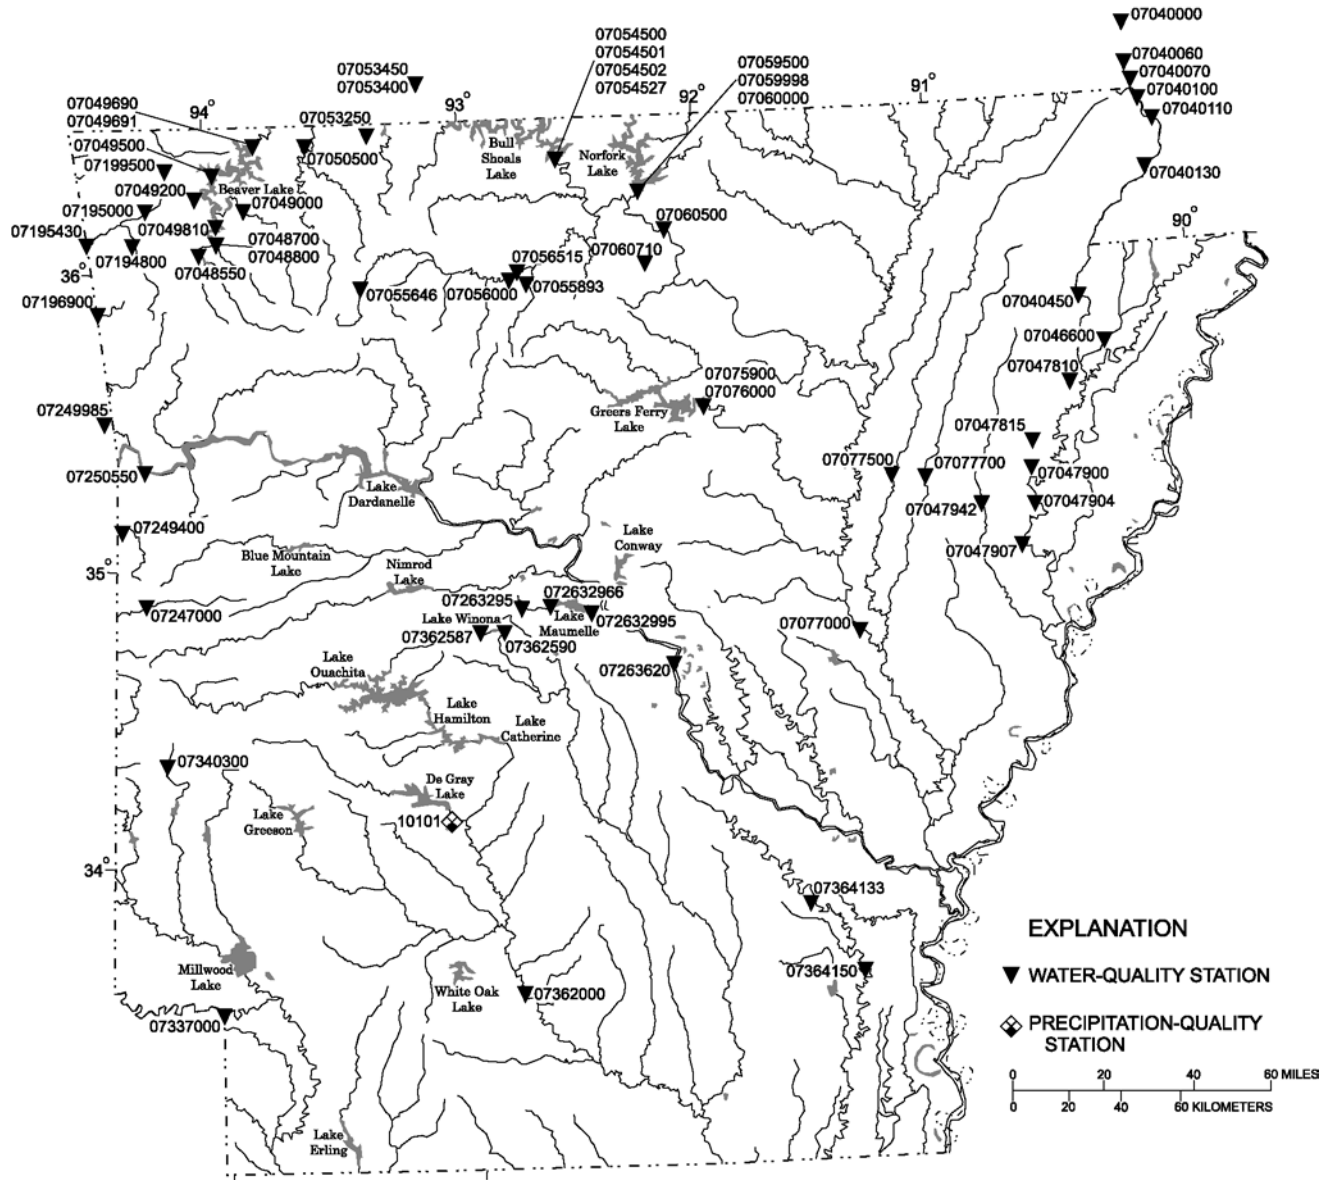 07040000
07054500
07054501
07054502
07054527
07059500
07059998
07060000
07053450
07053400
07040060
07040070
07040100
07040110
91°
92°
93°
94°
07049690
07049691
07053250
07050500
07049500
07199500
Bull
Shoals
Lake
Norfork
Lake
07040130
07049200
Beaver Lake
07049000
07195000
07049810
07195430
07194800
07048700
07048800
07048550
36°
07060500
07060710
90°
07056515
07056000
07055893
07055646
07196900
07040450
07046600
07047810
07075900
07076000
Greers Ferry
Lake
07249985
07047815
07250550
Lake
Dardanelle
07077500
07077700
07047900
07047904
07047942
07249400
Blue Mountain
Lake
Lake
Conway
07047907
35°
Nimrod
Lake
07247000
07263295
072632966
Lake Winona
Lake
Maumelle
072632995
07362587
07362590
07077000
07263620
Lake
Ouachita
Lake
Hamilton
Lake
Catherine
07340300
De Gray
Lake
Lake
Greeson
10101
34°
07364133
EXPLANATION
07364150
WATER-QUALITY STATION
Millwood
Lake
White Oak
Lake
07362000
07337000
PRECIPITATION-QUALITY
STATION
0 20 40 60 MILES
0 20 40 60 KILOMETERS
Lake
Erling